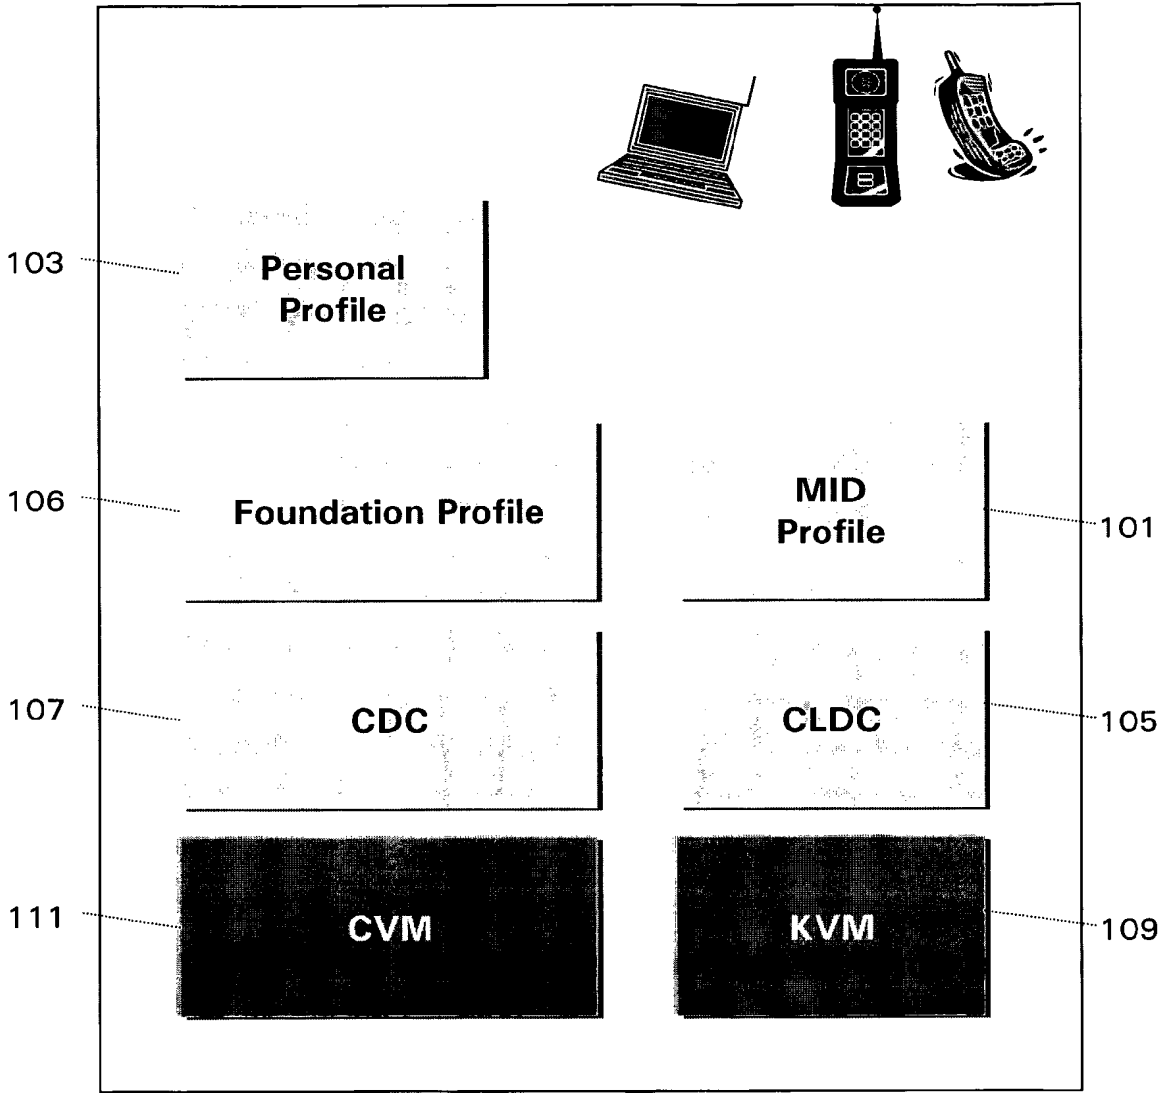 103
Personal
Profile
106
Foundation Profile
MID
Profile
101
107
CDC
CLDC
105
111
CVM
KVM
109